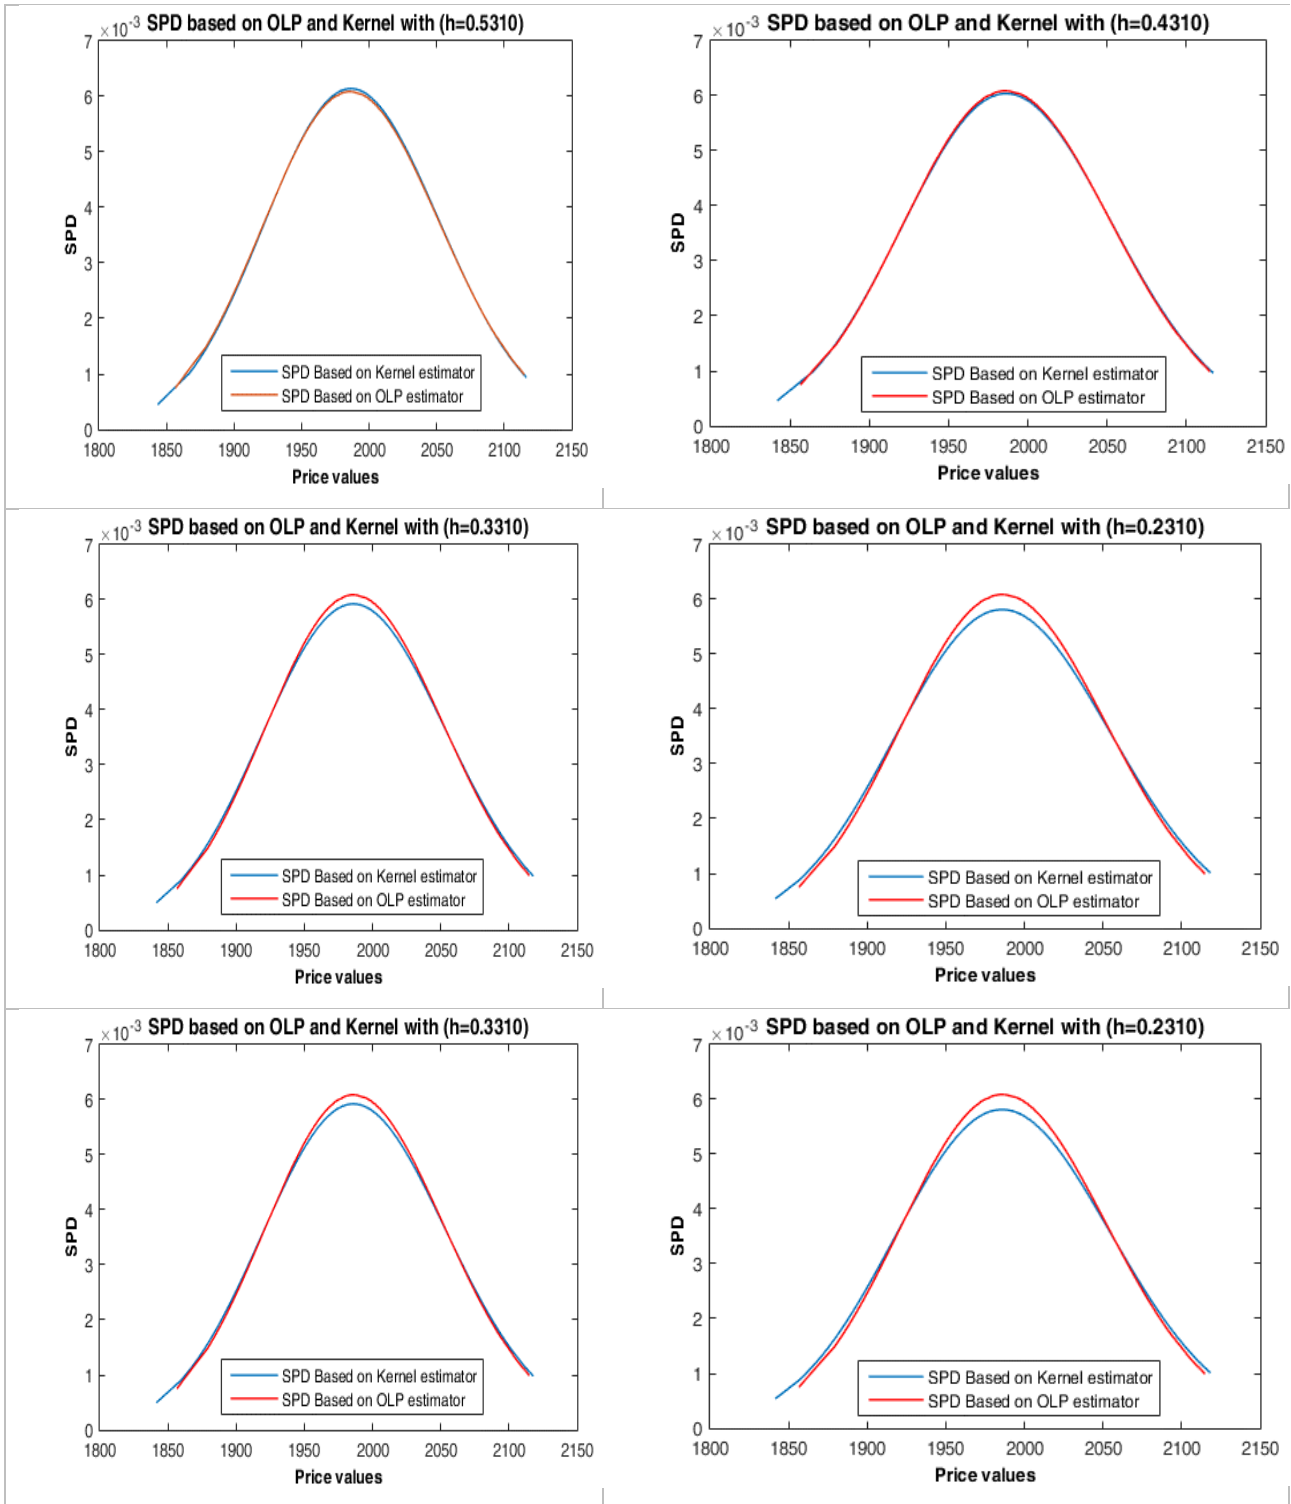 ×10⁻³ SPD based on OLP and Kernel with (h=0.5310)
7
6
5
4
3
2
1
0
SPD
SPD Based on Kernel estimator
SPD Based on OLP estimator
1800 1850 1900 1950 2000 2050 2100 2150
Price values
×10⁻³ SPD based on OLP and Kernel with (h=0.4310)
7
6
5
4
3
2
1
0
SPD
SPD Based on Kernel estimator
SPD Based on OLP estimator
1800 1850 1900 1950 2000 2050 2100 2150
Price values
×10⁻³ SPD based on OLP and Kernel with (h=0.3310)
7
6
5
4
3
2
1
0
SPD
SPD Based on Kernel estimator
SPD Based on OLP estimator
1800 1850 1900 1950 2000 2050 2100 2150
Price values
×10⁻³ SPD based on OLP and Kernel with (h=0.2310)
7
6
5
4
3
2
1
0
SPD
SPD Based on Kernel estimator
SPD Based on OLP estimator
1800 1850 1900 1950 2000 2050 2100 2150
Price values
×10⁻³ SPD based on OLP and Kernel with (h=0.3310)
7
6
5
4
3
2
1
0
SPD
SPD Based on Kernel estimator
SPD Based on OLP estimator
1800 1850 1900 1950 2000 2050 2100 2150
Price values
×10⁻³ SPD based on OLP and Kernel with (h=0.2310)
7
6
5
4
3
2
1
0
SPD
SPD Based on Kernel estimator
SPD Based on OLP estimator
1800 1850 1900 1950 2000 2050 2100 2150
Price values